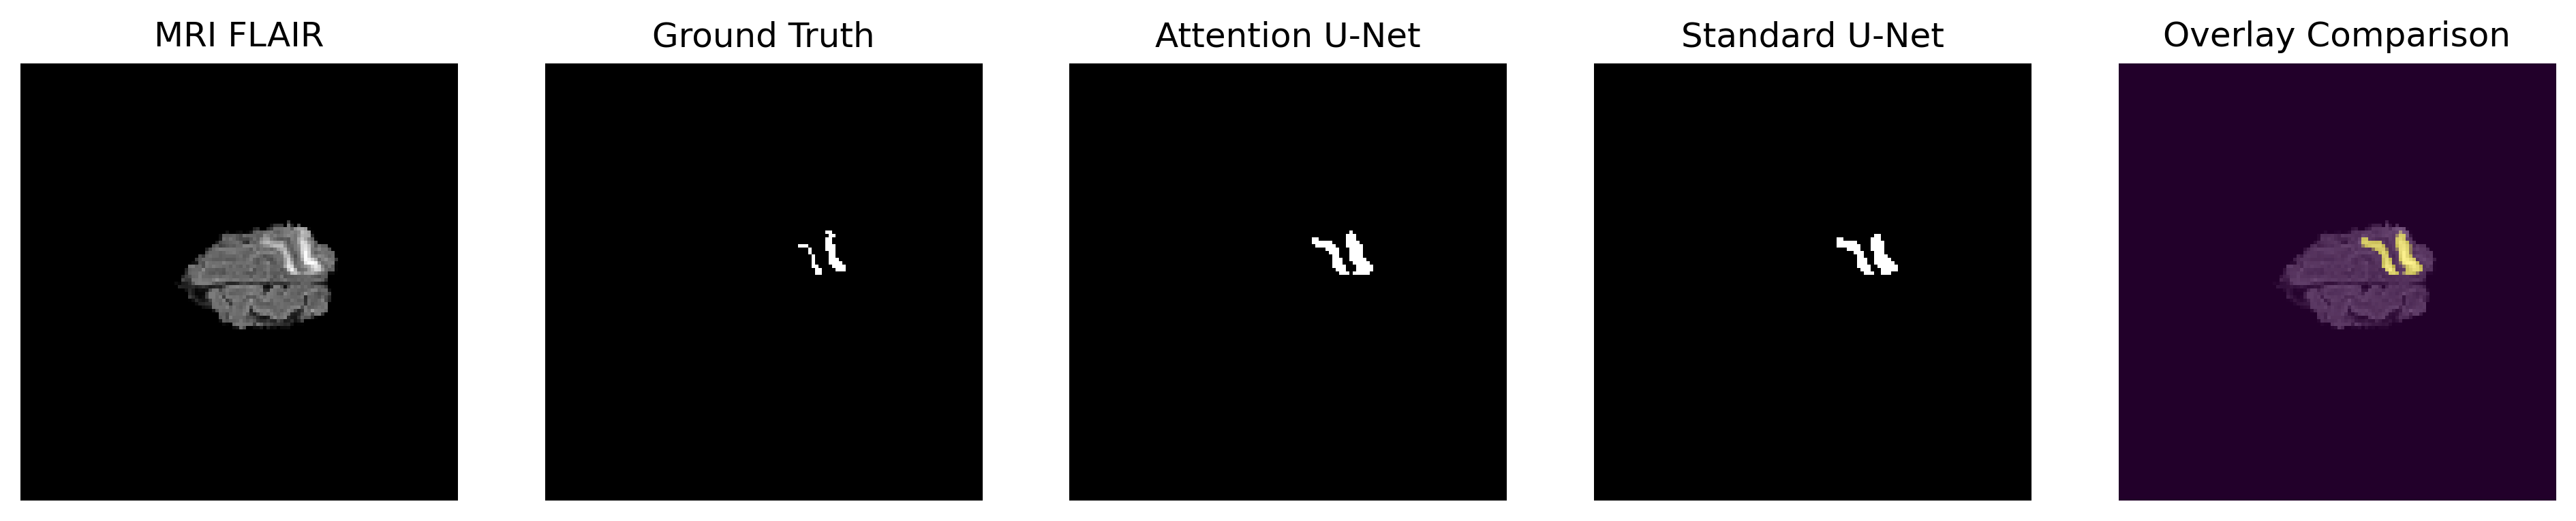 MRI FLAIR
Ground Truth
Attention U-Net
Standard U-Net
Overlay Comparison